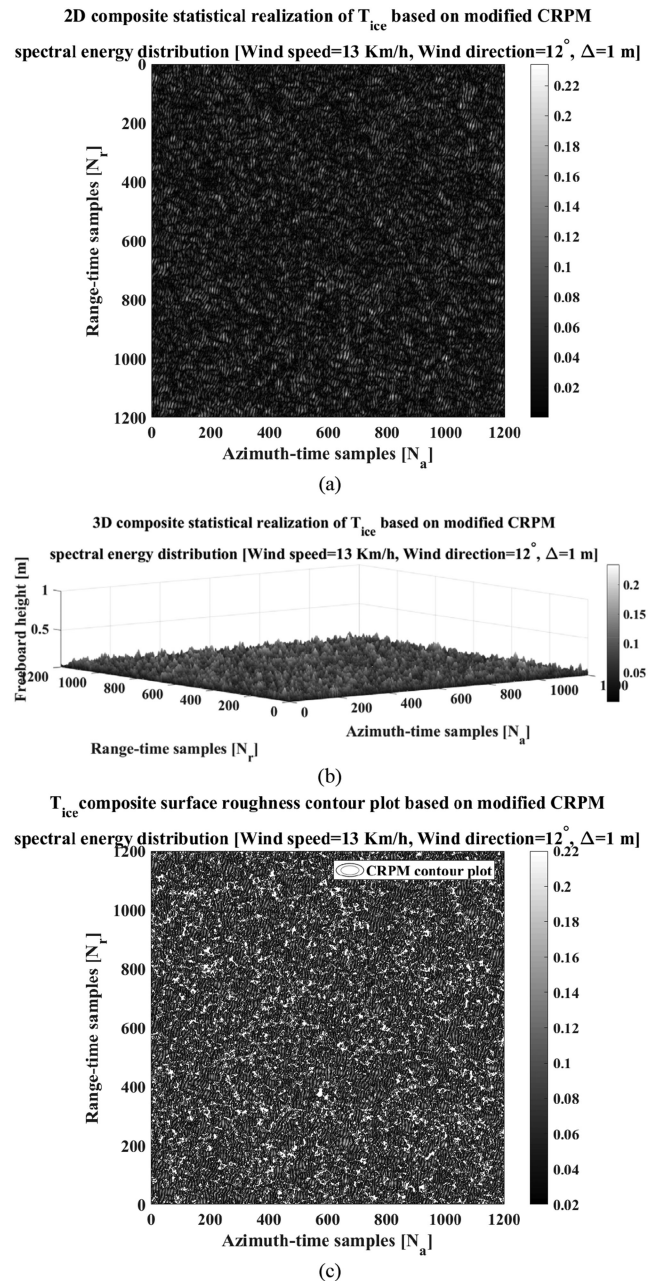 2D composite statistical realization of T_ice based on modified CRPM
spectral energy distribution [Wind speed=13 Km/h, Wind direction=12°, Δ=1 m]
0
200
400
600
800
1000
1200
Range-time samples [N_r]
0 200 400 600 800 1000 1200
Azimuth-time samples [N_a]
0.22
0.2
0.18
0.16
0.14
0.12
0.1
0.08
0.06
0.04
0.02
(a)
3D composite statistical realization of T_ice based on modified CRPM
spectral energy distribution [Wind speed=13 Km/h, Wind direction=12°, Δ=1 m]
Freeboard height [m]
1
0.5
1000 800 600 400 200 0
Range-time samples [N_r]
0 200 400 600 800 1000
Azimuth-time samples [N_a]
0.2
0.15
0.1
0.05
(b)
T_ice composite surface roughness contour plot based on modified CRPM
spectral energy distribution [Wind speed=13 Km/h, Wind direction=12°, Δ=1 m]
CRPM contour plot
1200
1000
800
600
400
200
0
Range-time samples [N_r]
0 200 400 600 800 1000 1200
Azimuth-time samples [N_a]
0.22
0.2
0.18
0.16
0.14
0.12
0.1
0.08
0.06
0.04
0.02
(c)